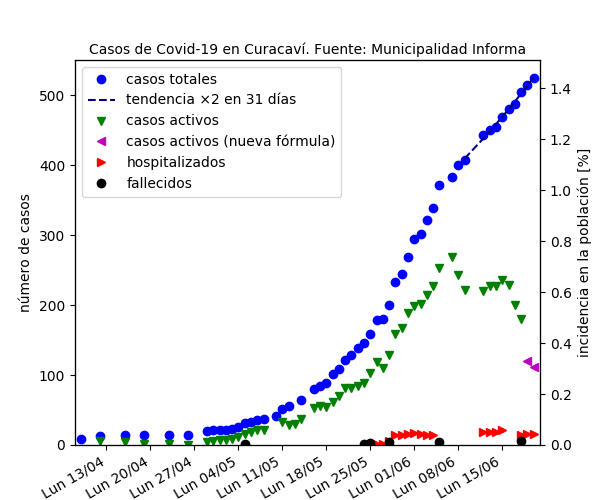 Casos de Covid-19 en Curacaví. Fuente: Municipalidad Informa
casos totales
tendencia ×2 en 31 días
casos activos
casos activos (nueva fórmula)
hospitalizados
fallecidos
número de casos
500
400
300
200
100
0
incidencia en la población [%]
1.4
1.2
1.0
0.8
0.6
0.4
0.2
0.0
Lun 13/04
Lun 20/04
Lun 27/04
Lun 04/05
Lun 11/05
Lun 18/05
Lun 25/05
Lun 01/06
Lun 08/06
Lun 15/06